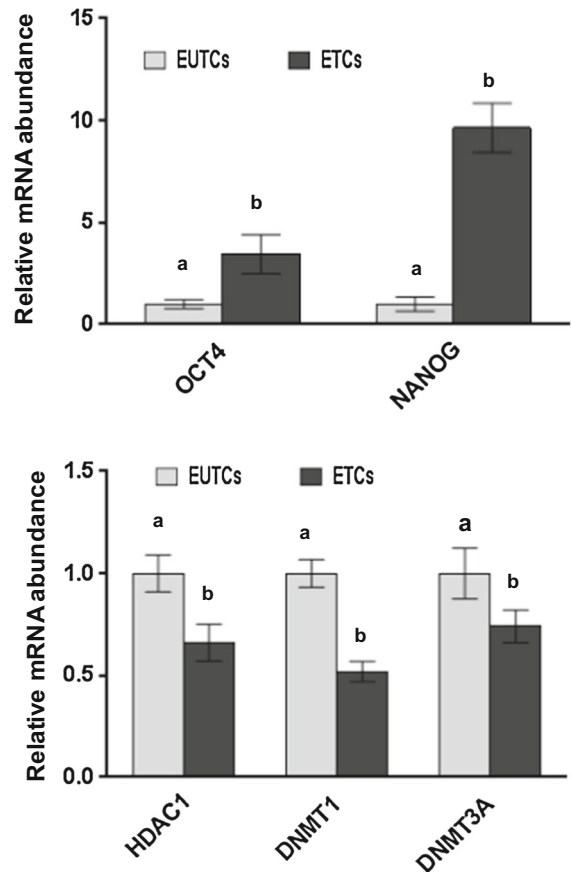 Relative mRNA abundance
15
10
5
0
EUTCs
ETCs
a
b
a
b
OCT4
NANOG
Relative mRNA abundance
1.5
1.0
0.5
0.0
EUTCs
ETCs
a
b
a
b
a
b
HDAC1
DNMT1
DNMT3A